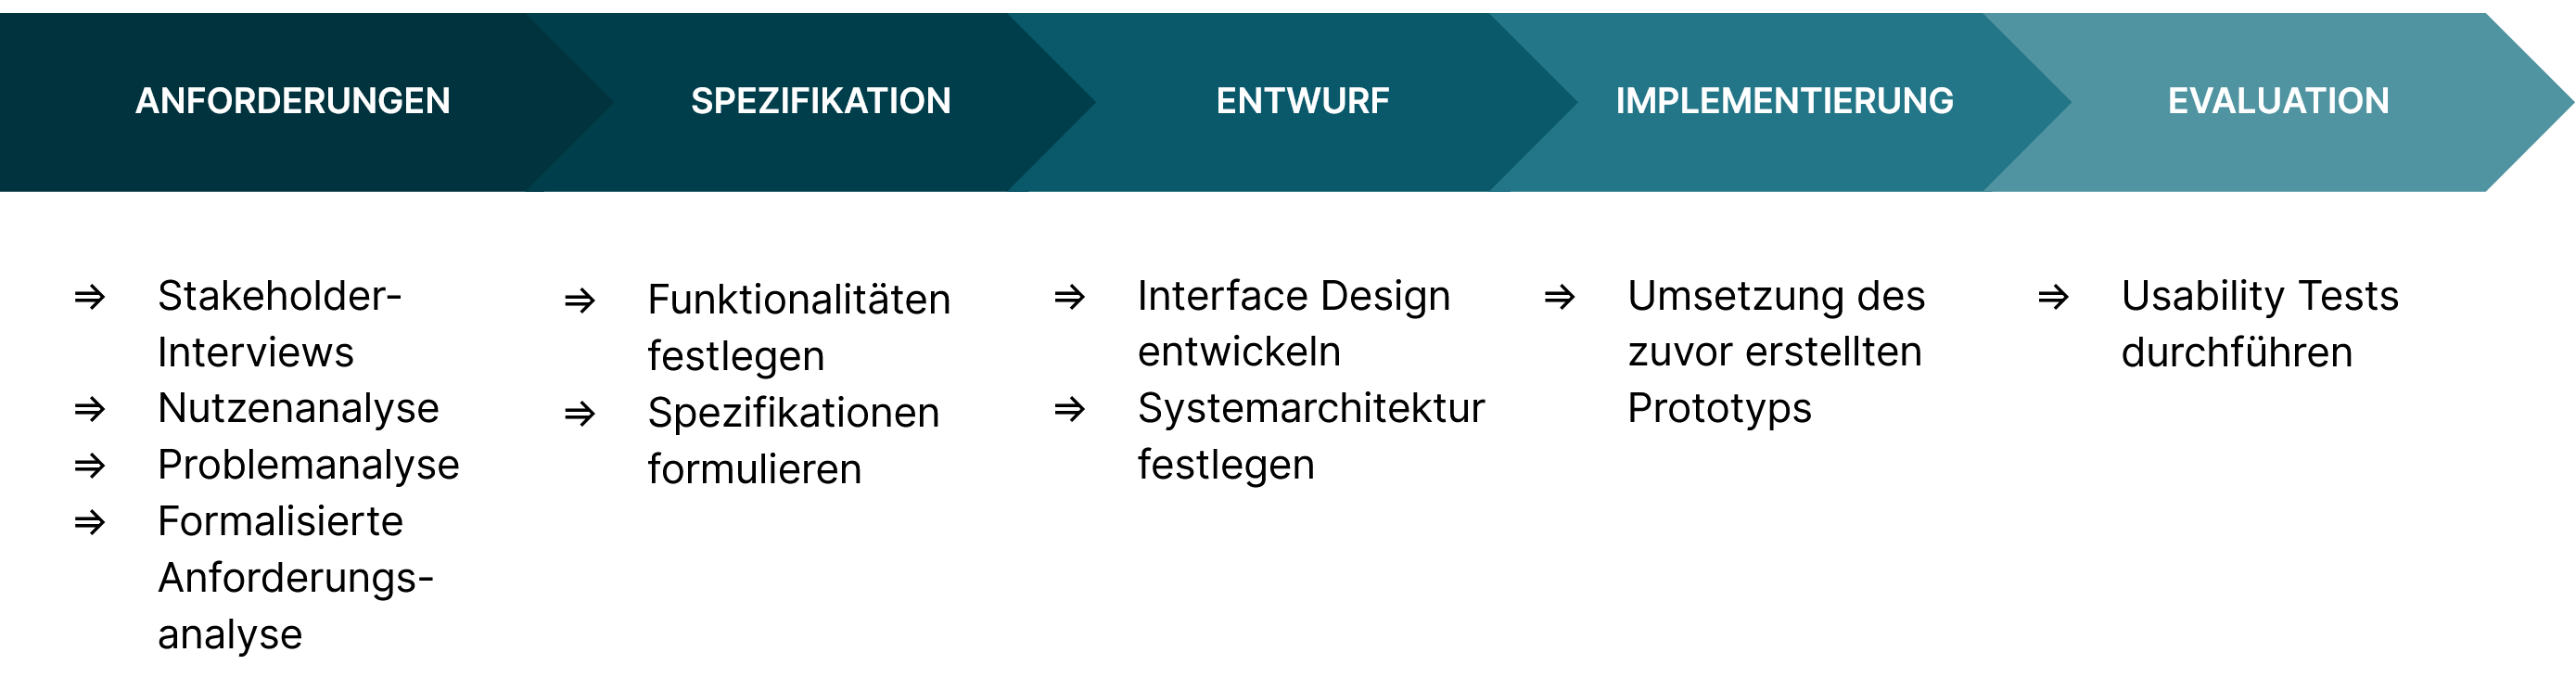 ANFORDERUNGEN
SPEZIFIKATION
ENTWURF
IMPLEMENTIERUNG
EVALUATION
⇒ Stakeholder-
Interviews
⇒ Nutzenanalyse
⇒ Problemanalyse
⇒ Formalisierte
Anforderungs-
analyse
⇒ Funktionalitäten
festlegen
⇒ Spezifikationen
formulieren
⇒ Interface Design
entwickeln
⇒ Systemarchitektur
festlegen
⇒ Umsetzung des
zuvor erstellten
Prototyps
⇒ Usability Tests
durchführen